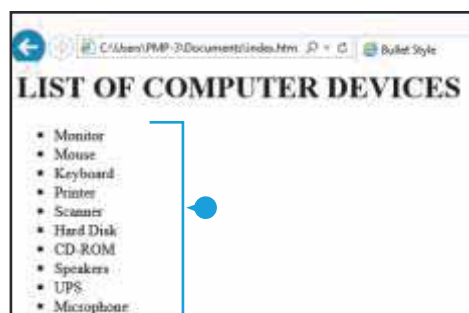 C:\Users\PMP-3\Documents\index.htm
Bullet Style
LIST OF COMPUTER DEVICES
• Monitor
• Mouse
• Keyboard
• Printer
• Scanner
• Hard Disk
• CD-ROM
• Speakers
• UPS
• Microphone